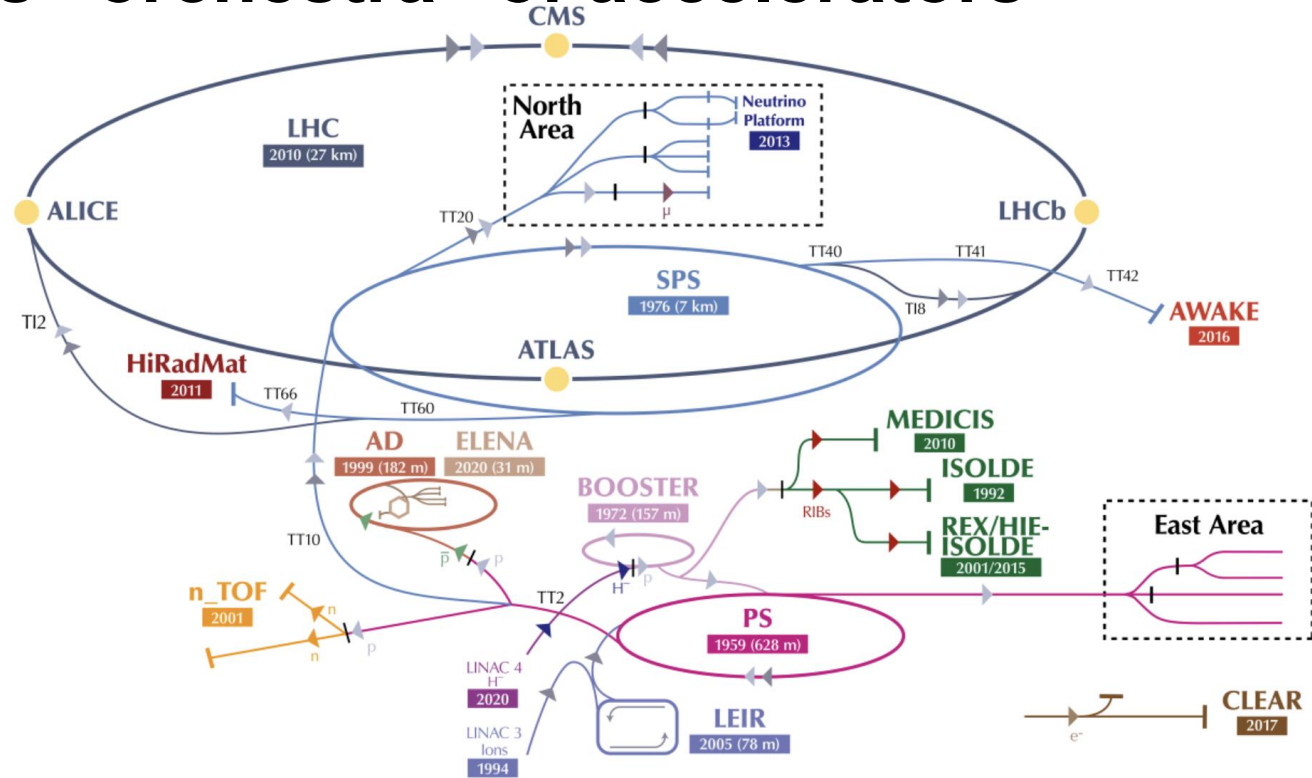 CMS
North
Area
Neutrino
Platform
2013
LHC
2010 (27 km)
ALICE
LHCb
μ
TT20
TT40
TT41
TT42
SPS
1976 (7 km)
TI8
AWAKE
2016
TI2
ATLAS
HiRadMat
2011
TT66
TT60
AD
1999 (182 m)
ELENA
2020 (31 m)
MEDICIS
2010
ISOLDE
1992
BOOSTER
1972 (157 m)
RIBs
REX/HIE-
ISOLDE
2001/2015
East Area
TT10
p̅
p
H⁻
p
n_TOF
2001
n
n
p
TT2
PS
1959 (628 m)
LINAC 4
H⁻
2020
LINAC 3
Ions
1994
LEIR
2005 (78 m)
CLEAR
2017
e⁻